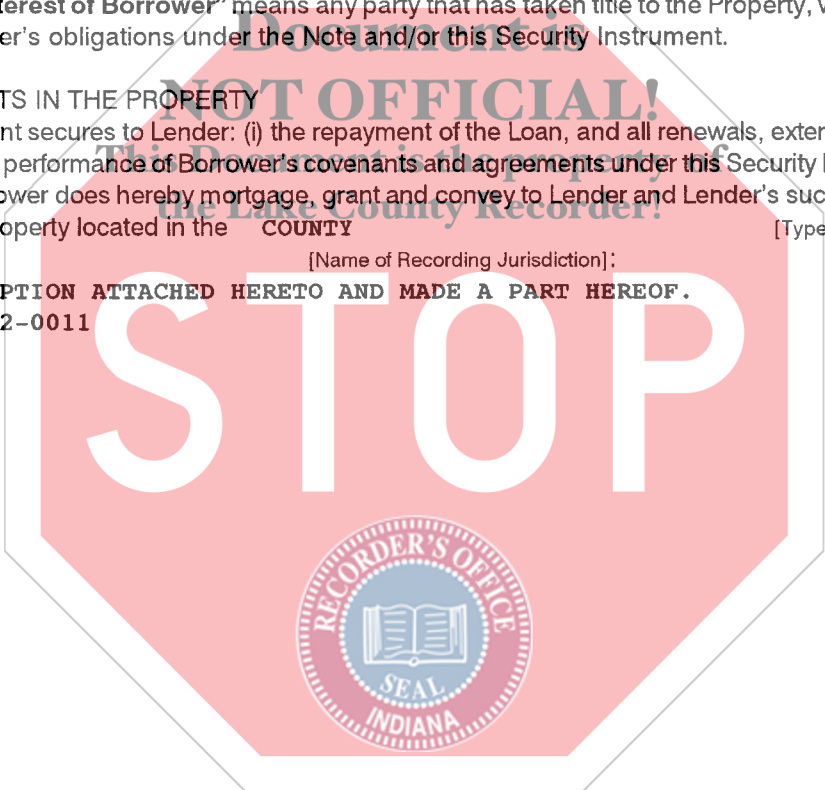 erest of Borrower" means any party that has taken title to the Property, w
Document is
er's obligations under the Note and/or this Security Instrument.
NOT OFFICIAL!
TS IN THE PROPERTY
nt secures to Lender: (i) the repayment of the Loan, and all renewals, exten
This Document is the property of
performance of Borrower's covenants and agreements under this Security I
ower does hereby mortgage, grant and convey to Lender and Lender's suc
the Lake County Recorder!
operty located in the COUNTY [Type
[Name of Recording Jurisdiction]:
PTION ATTACHED HERETO AND MADE A PART HEREOF.
2-0011
STOP
RECORDER'S OFFICE
SEAL
INDIANA